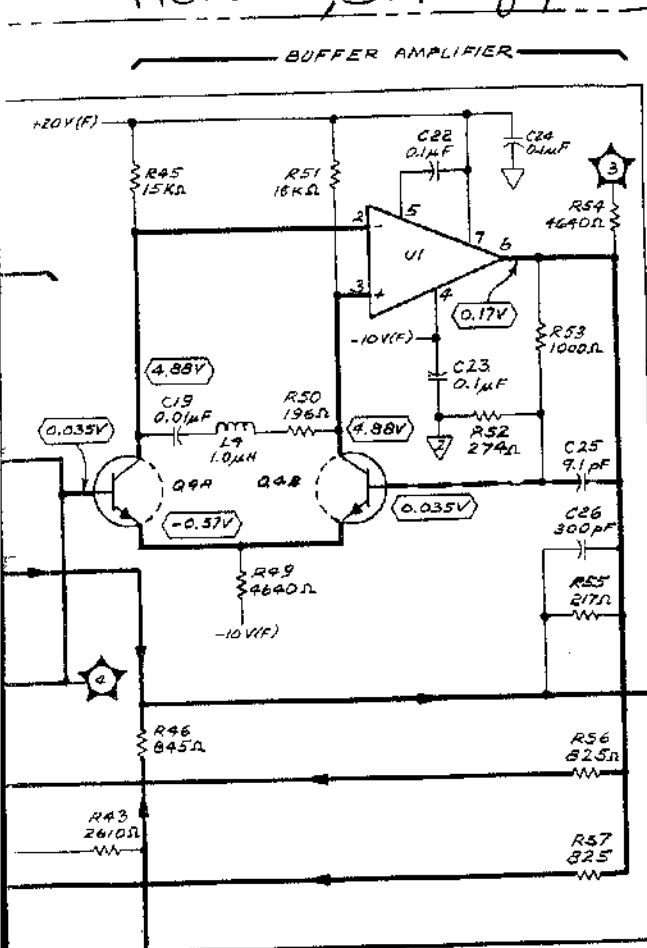 BUFFER AMPLIFIER
+20V(F)
R45
15KΩ
R51
15KΩ
C22
0.1µF
C24
0.1µF
3
R54
4640Ω
2
-
5
U1
7
6
3
+
4
0.17V
-10V(F)
R53
1000Ω
C23
0.1µF
4.88V
C19
0.01µF
L4
1.0µH
R50
196Ω
4.88V
2
R52
274Ω
0.035V
C25
9.1pF
Q4A
Q4B
-0.57V
0.035V
C26
300pF
R49
4640Ω
R55
217Ω
-10V(F)
4
R46
845Ω
R56
825Ω
R43
2610Ω
R57
825